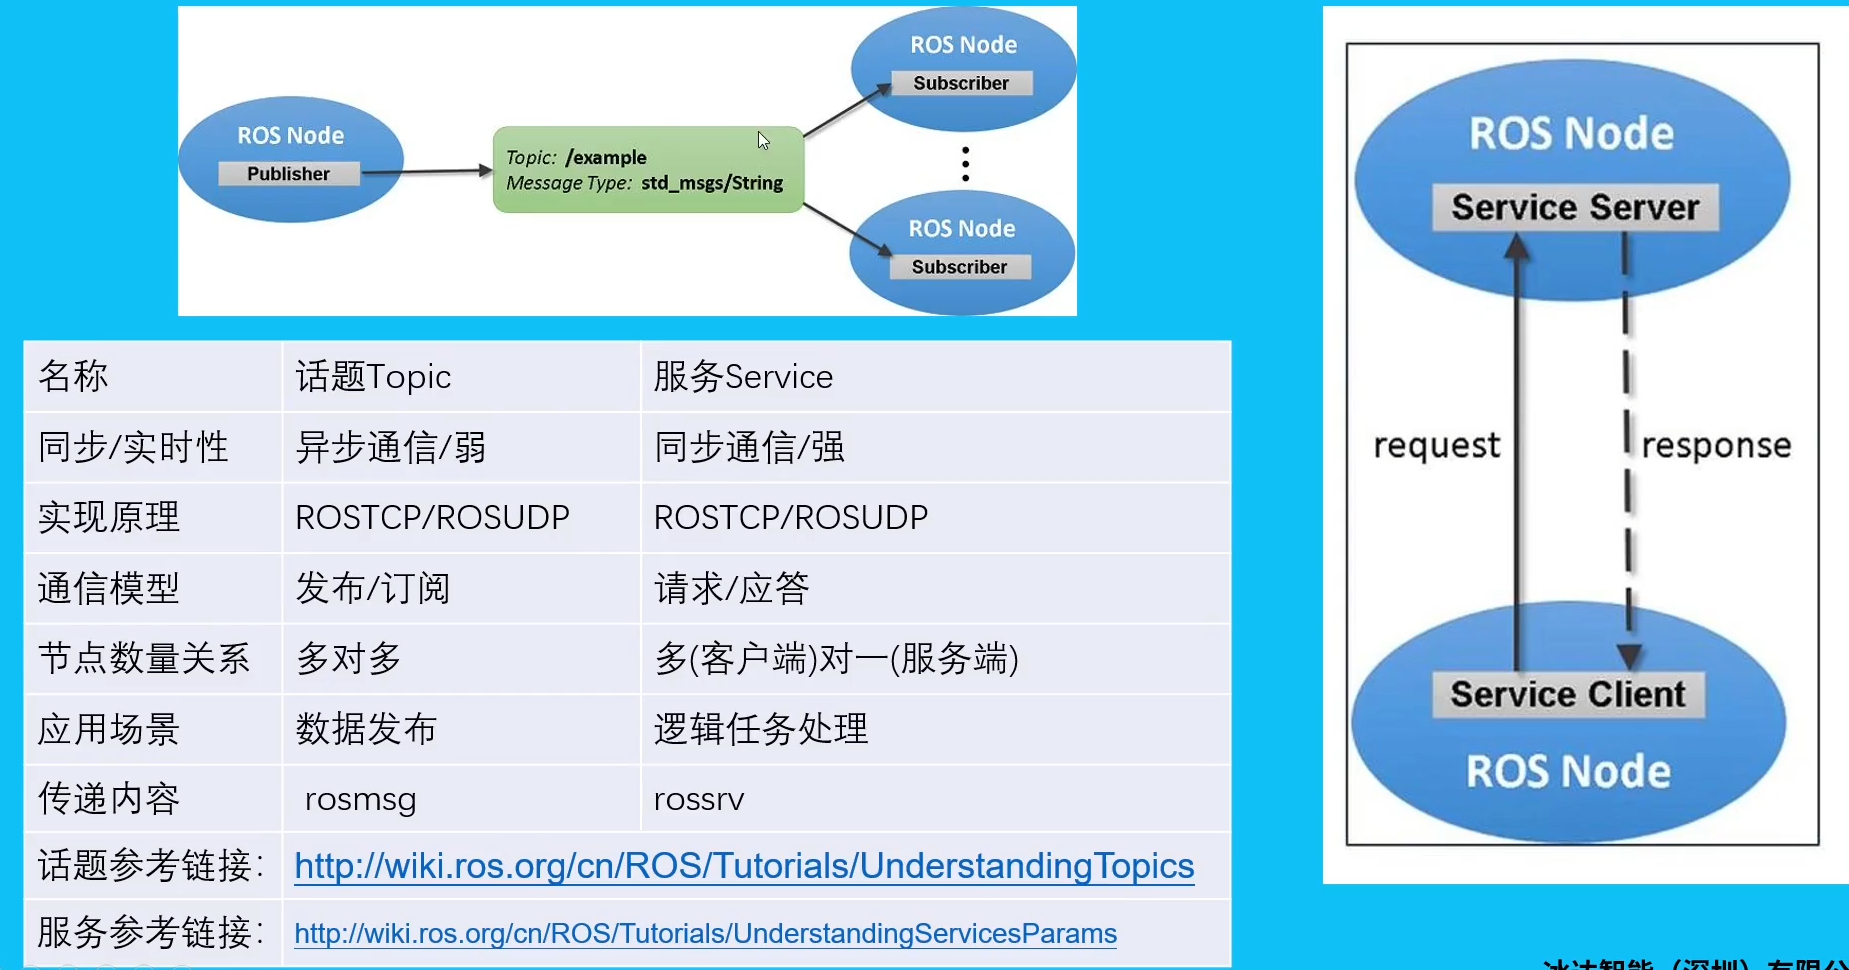 ROS Node
Publisher
Topic: /example
Message Type: std_msgs/String
ROS Node
Subscriber
ROS Node
Subscriber
ROS Node
Service Server
request
response
Service Client
ROS Node
名称 话题Topic 服务Service
同步/实时性 异步通信/弱 同步通信/强
实现原理 ROSTCP/ROSUDP ROSTCP/ROSUDP
通信模型 发布/订阅 请求/应答
节点数量关系 多对多 多(客户端)对一(服务端)
应用场景 数据发布 逻辑任务处理
传递内容 rosmsg rossrv
话题参考链接: http://wiki.ros.org/cn/ROS/Tutorials/UnderstandingTopics
服务参考链接: http://wiki.ros.org/cn/ROS/Tutorials/UnderstandingServicesParams